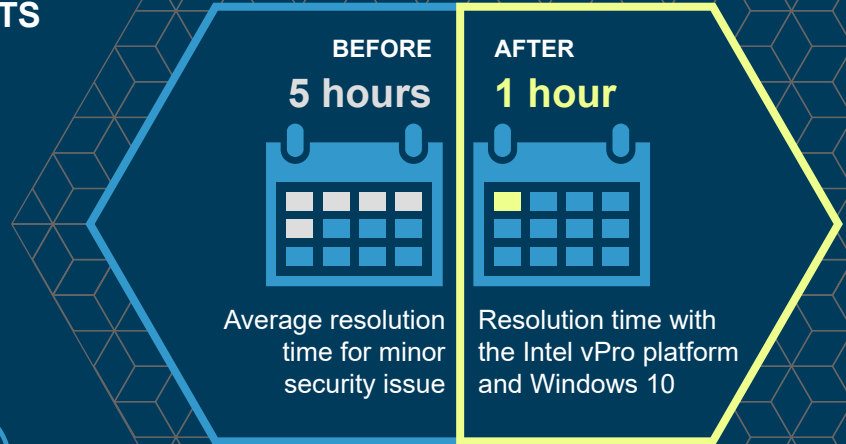 TS
BEFORE
5 hours
Average resolution
time for minor
security issue
AFTER
1 hour
Resolution time with
the Intel vPro platform
and Windows 10